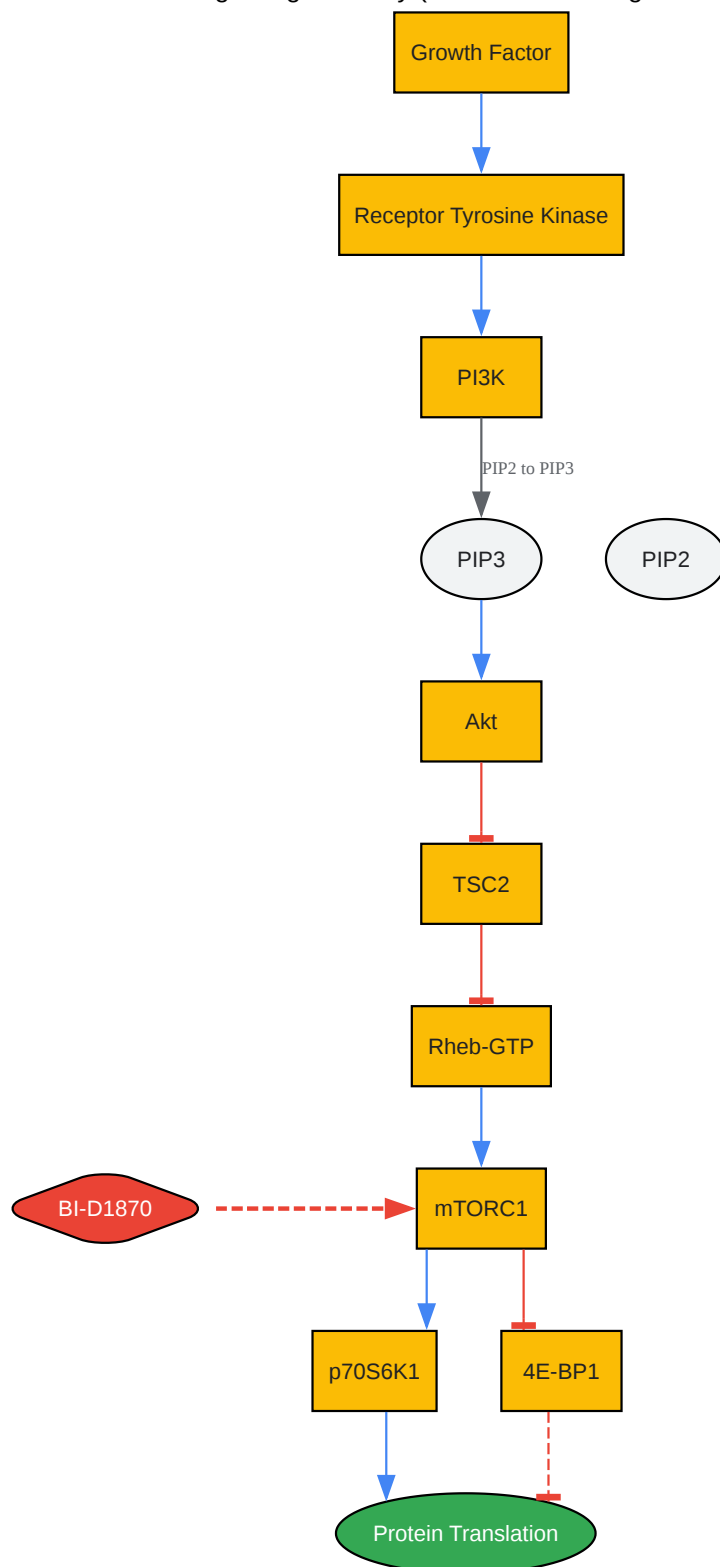 Growth Factor
Receptor Tyrosine Kinase
PI3K
PIP2 to PIP3
PIP3
PIP2
Akt
TSC2
Rheb-GTP
BI-D1870
mTORC1
p70S6K1
4E-BP1
Protein Translation